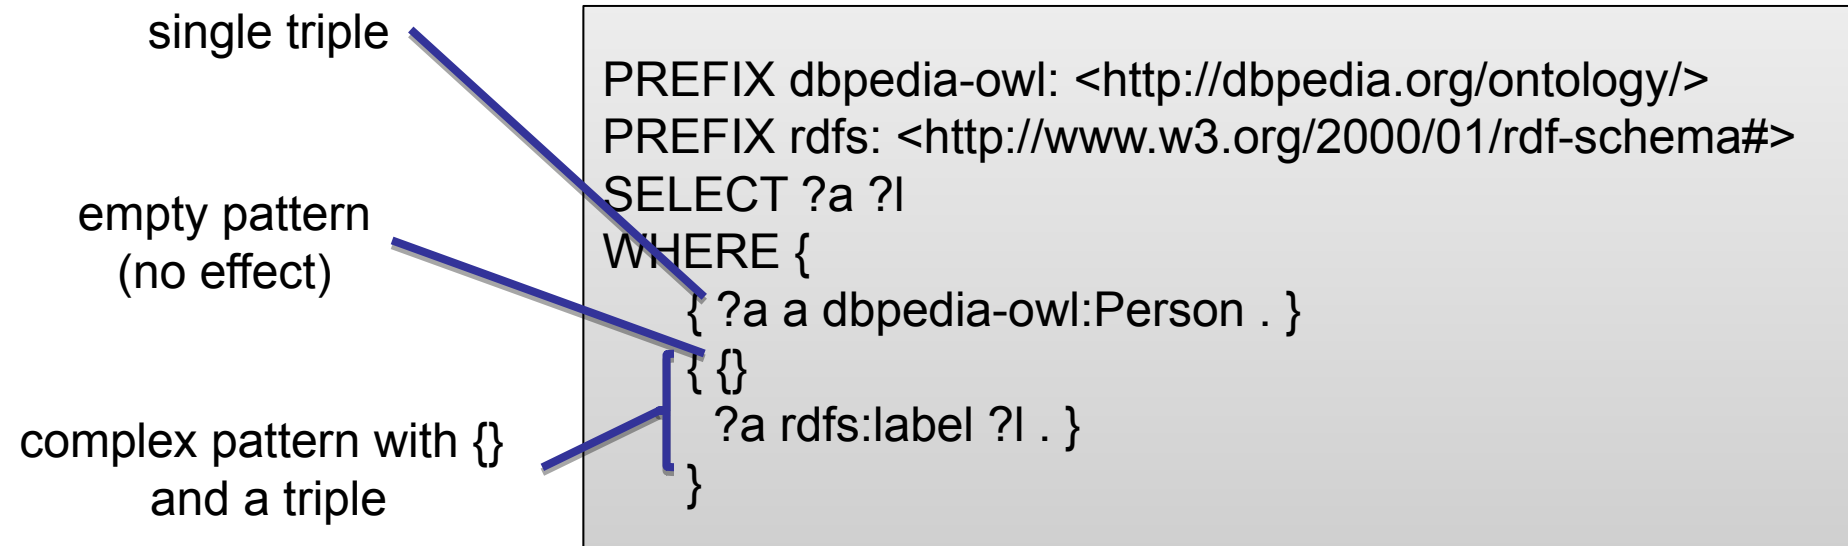 single triple
empty pattern
(no effect)
complex pattern with {}
and a triple
PREFIX dbpedia-owl: <http://dbpedia.org/ontology/>
PREFIX rdfs: <http://www.w3.org/2000/01/rdf-schema#>
SELECT ?a ?l
WHERE {
{ ?a a dbpedia-owl:Person . }
{ {}
?a rdfs:label ?l . }
}